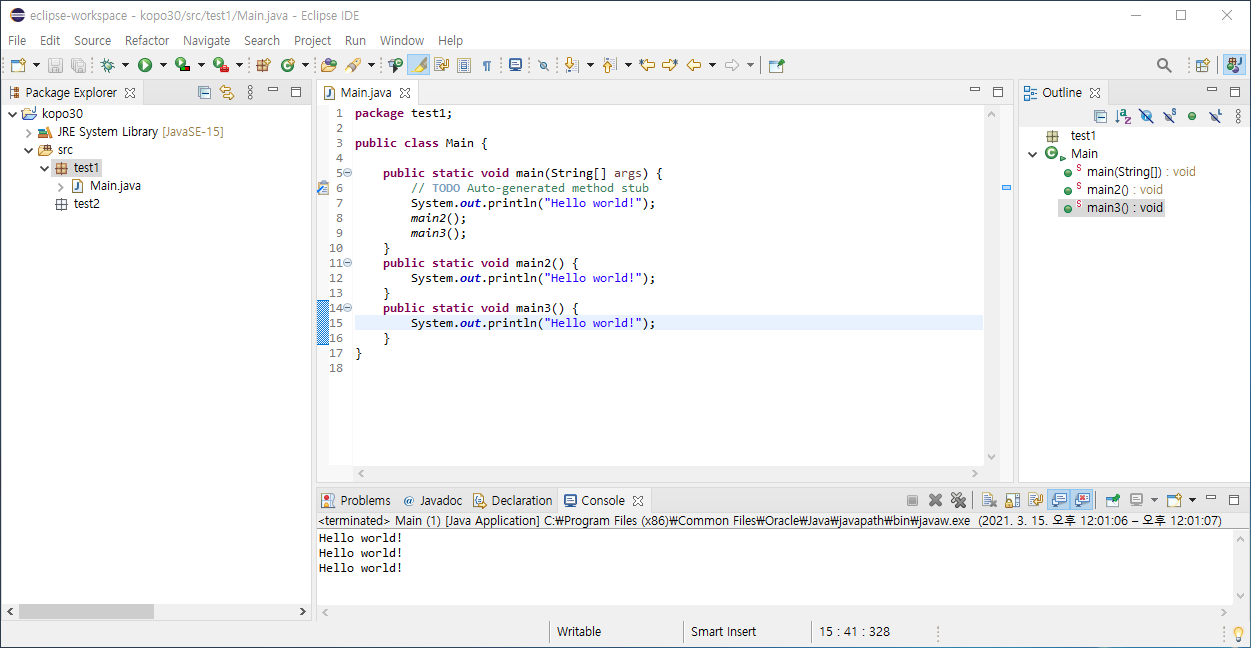 eclipse-workspace - kopo30/src/test1/Main.java - Eclipse IDE
File Edit Source Refactor Navigate Search Project Run Window Help
Package Explorer
kopo30
JRE System Library [JavaSE-15]
src
test1
Main.java
test2
Main.java
1 package test1;
2
3 public class Main {
4
5 public static void main(String[] args) {
6 // TODO Auto-generated method stub
7 System.out.println("Hello world!");
8 main2();
9 main3();
10 }
11 public static void main2() {
12 System.out.println("Hello world!");
13 }
14 public static void main3() {
15 System.out.println("Hello world!");
16 }
17 }
18
Outline
test1
Main
main(String[]) : void
main2() : void
main3() : void
Problems @ Javadoc Declaration Console
<terminated> Main (1) [Java Application] C:₩Program Files (x86)₩Common Files₩Oracle₩Java₩javapath₩bin₩javaw.exe (2021. 3. 15. 오후 12:01:06 – 오후 12:01:07)
Hello world!
Hello world!
Hello world!
Writable Smart Insert 15 : 41 : 328